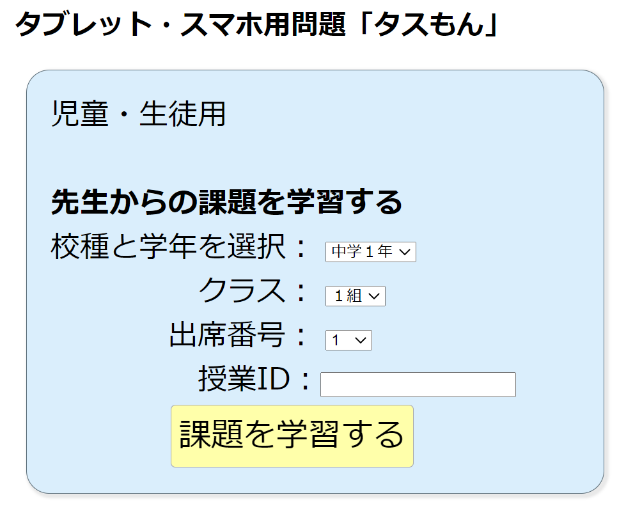 タブレット・スマホ用問題「タスもん」
児童・生徒用
先生からの課題を学習する
校種と学年を選択： 中学１年
クラス： １組
出席番号： 1
授業ID：
課題を学習する